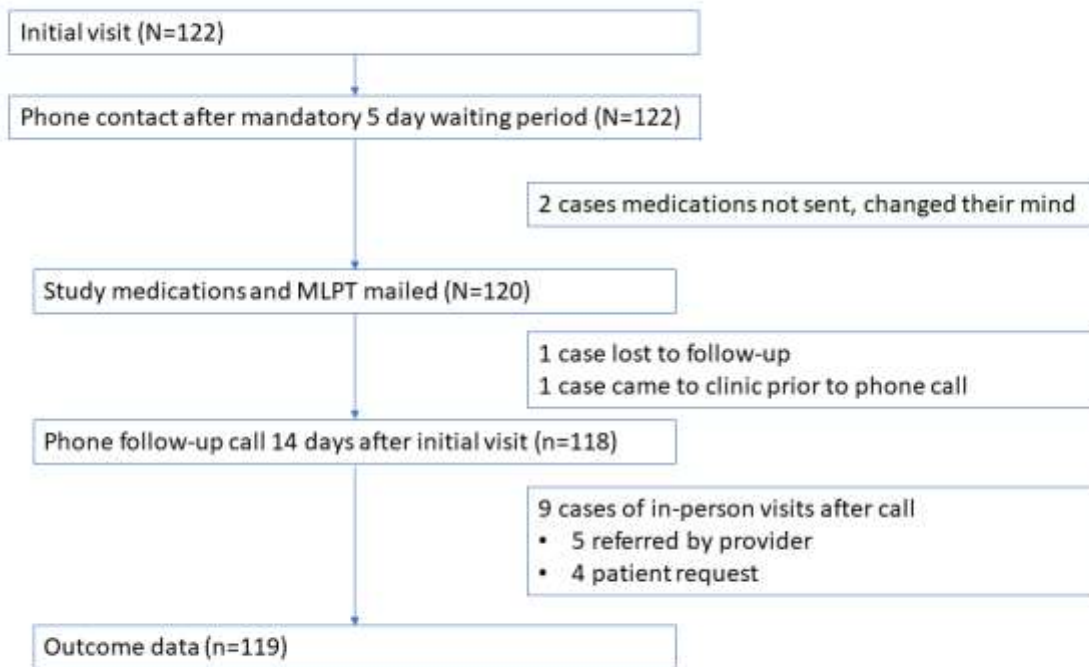 Initial visit (N=122)
Phone contact after mandatory 5 day waiting period (N=122)
2 cases medications not sent, changed their mind
Study medications and MLPT mailed (N=120)
1 case lost to follow-up
1 case came to clinic prior to phone call
Phone follow-up call 14 days after initial visit (n=118)
9 cases of in-person visits after call
• 5 referred by provider
• 4 patient request
Outcome data (n=119)